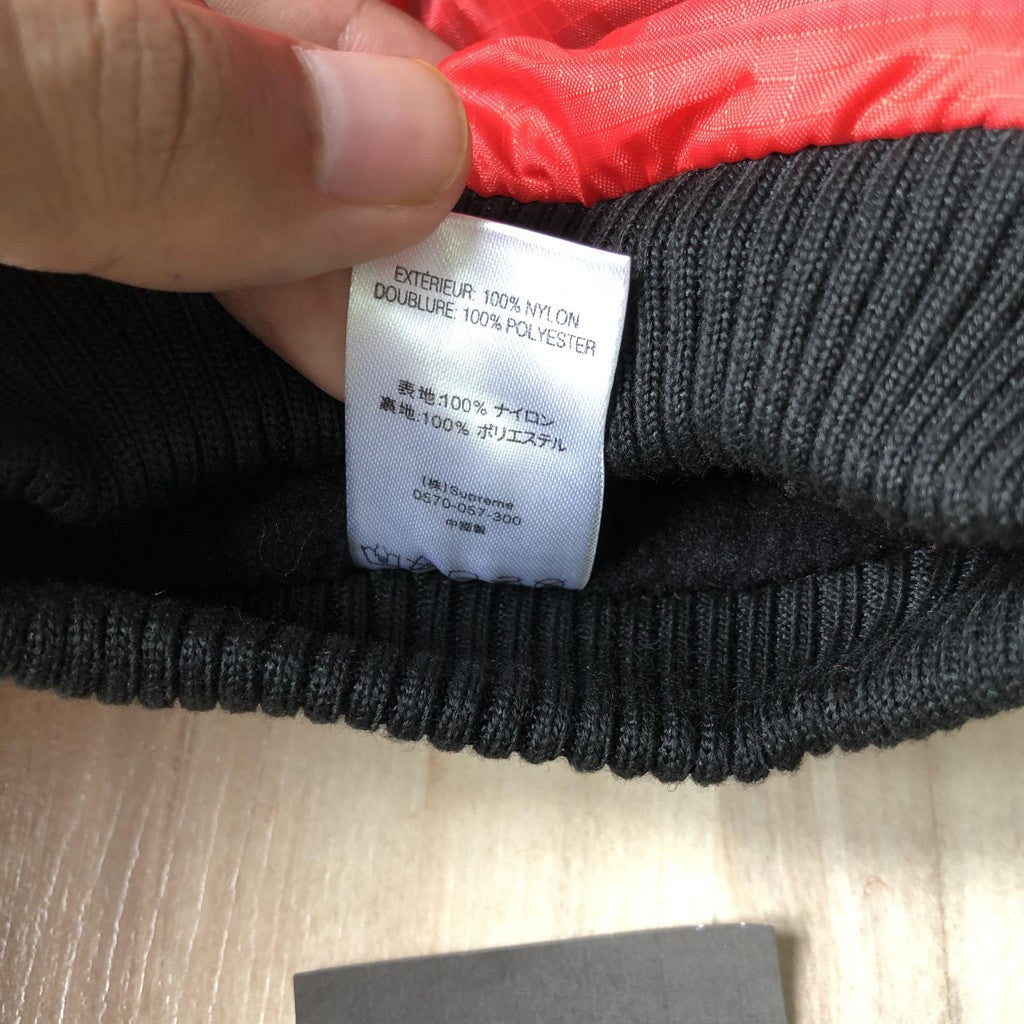 EXTÉRIEUR: 100% NYLON
DOUBLURE: 100% POLYESTER
表地:100% ナイロン
裏地:100% ポリエステル
(株)Supreme
0570-057-300
中國製